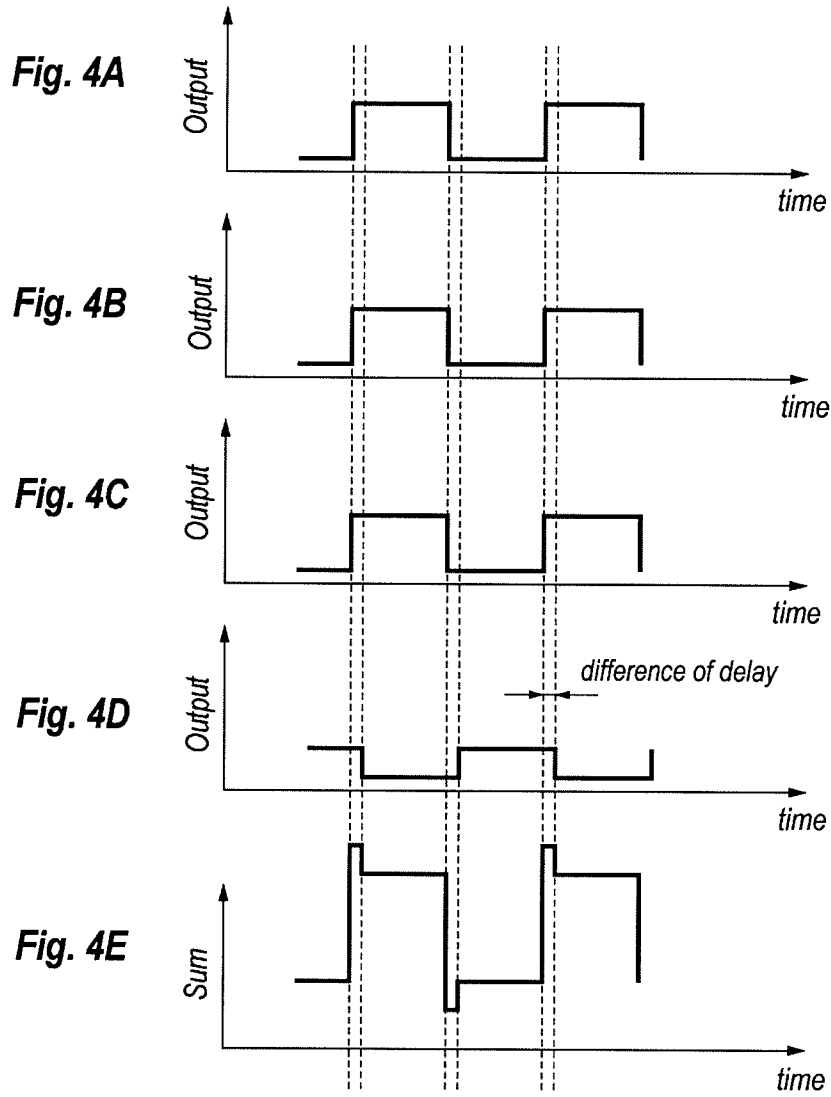 Fig. 4A
Output
time
Fig. 4B
Output
time
Fig. 4C
Output
time
Fig. 4D
Output
difference of delay
time
Fig. 4E
Sum
time